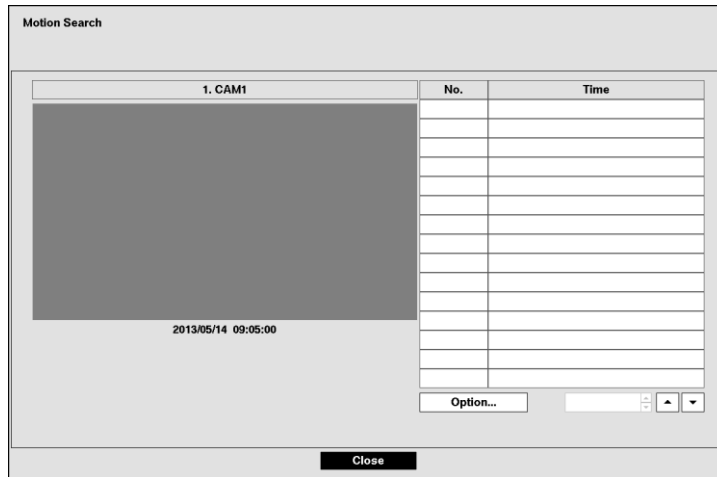 Motion Search
1. CAM1
No. Time
2013/05/14 09:05:00
Option...
Close